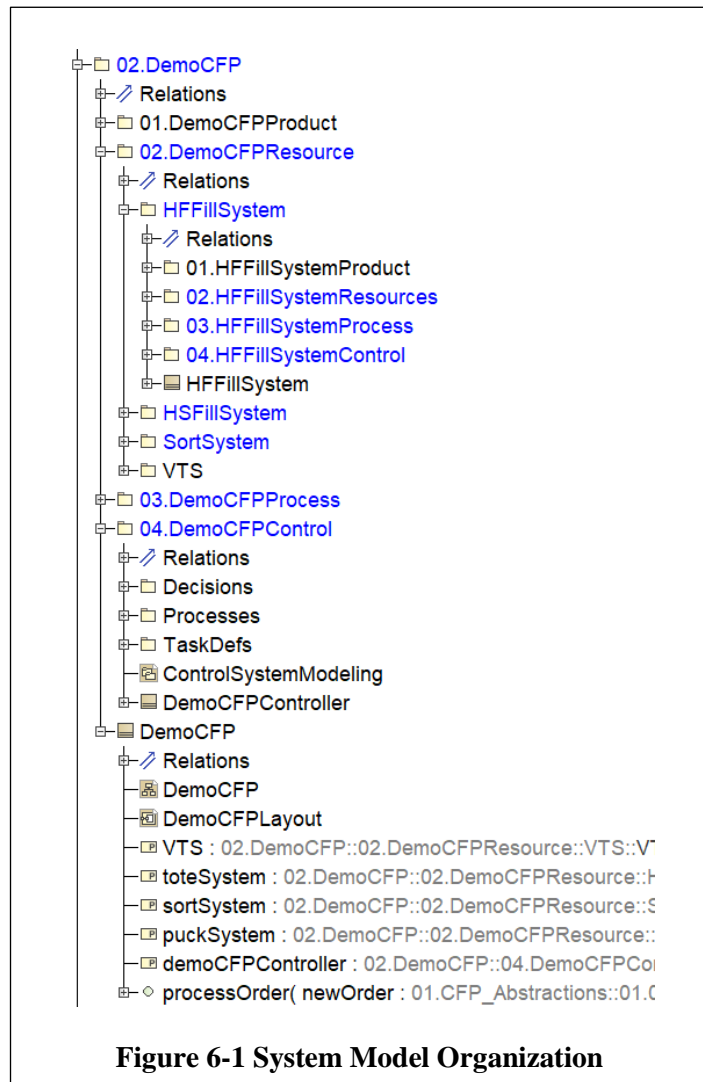 02.DemoCFP
Relations
01.DemoCFPProduct
02.DemoCFPResource
Relations
HFFillSystem
Relations
01.HFFillSystemProduct
02.HFFillSystemResources
03.HFFillSystemProcess
04.HFFillSystemControl
HFFillSystem
HSFillSystem
SortSystem
VTS
03.DemoCFPProcess
04.DemoCFPControl
Relations
Decisions
Processes
TaskDefs
ControlSystemModeling
DemoCFPController
DemoCFP
Relations
DemoCFP
DemoCFPLayout
VTS : 02.DemoCFP::02.DemoCFPResource::VTS::VT
toteSystem : 02.DemoCFP::02.DemoCFPResource::H
sortSystem : 02.DemoCFP::02.DemoCFPResource::S
puckSystem : 02.DemoCFP::02.DemoCFPResource::
demoCFPController : 02.DemoCFP::04.DemoCFPCo
processOrder( newOrder : 01.CFP_Abstractions::01.
Figure 6-1 System Model Organization